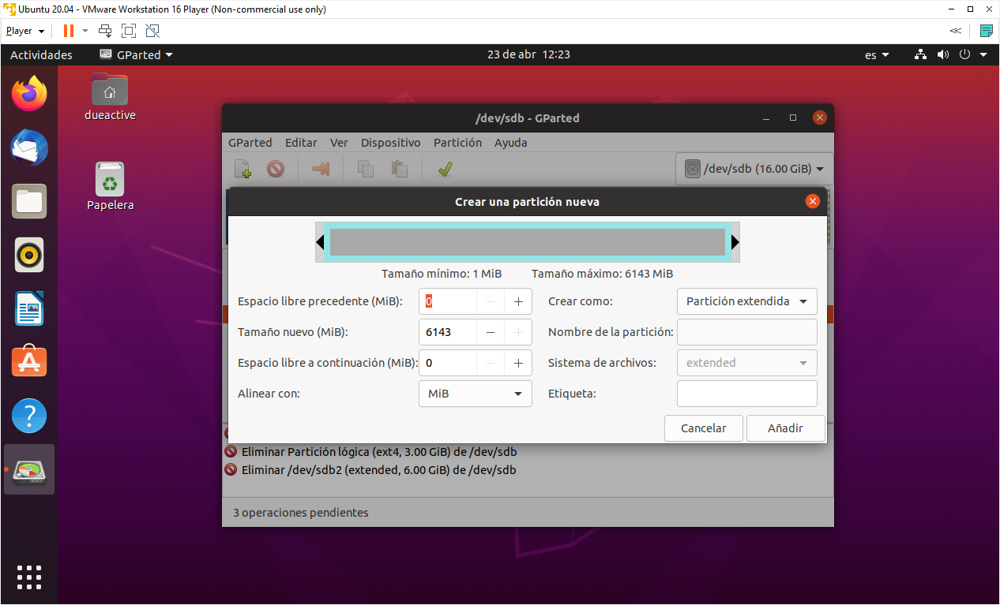 Ubuntu 20.04 - VMware Workstation 16 Player (Non-commercial use only)
Player
Actividades GParted 23 de abr 12:23 es
dueactive
Papelera
/dev/sdb - GParted
GParted Editar Ver Dispositivo Partición Ayuda
/dev/sdb (16.00 GiB)
Crear una partición nueva
Tamaño mínimo: 1 MiB Tamaño máximo: 6143 MiB
Espacio libre precedente (MiB): 0 Crear como: Partición extendida
Tamaño nuevo (MiB): 6143 Nombre de la partición:
Espacio libre a continuación (MiB): 0 Sistema de archivos: extended
Alinear con: MiB Etiqueta:
Cancelar Añadir
Eliminar Partición lógica (ext4, 3.00 GiB) de /dev/sdb
Eliminar /dev/sdb2 (extended, 6.00 GiB) de /dev/sdb
3 operaciones pendientes